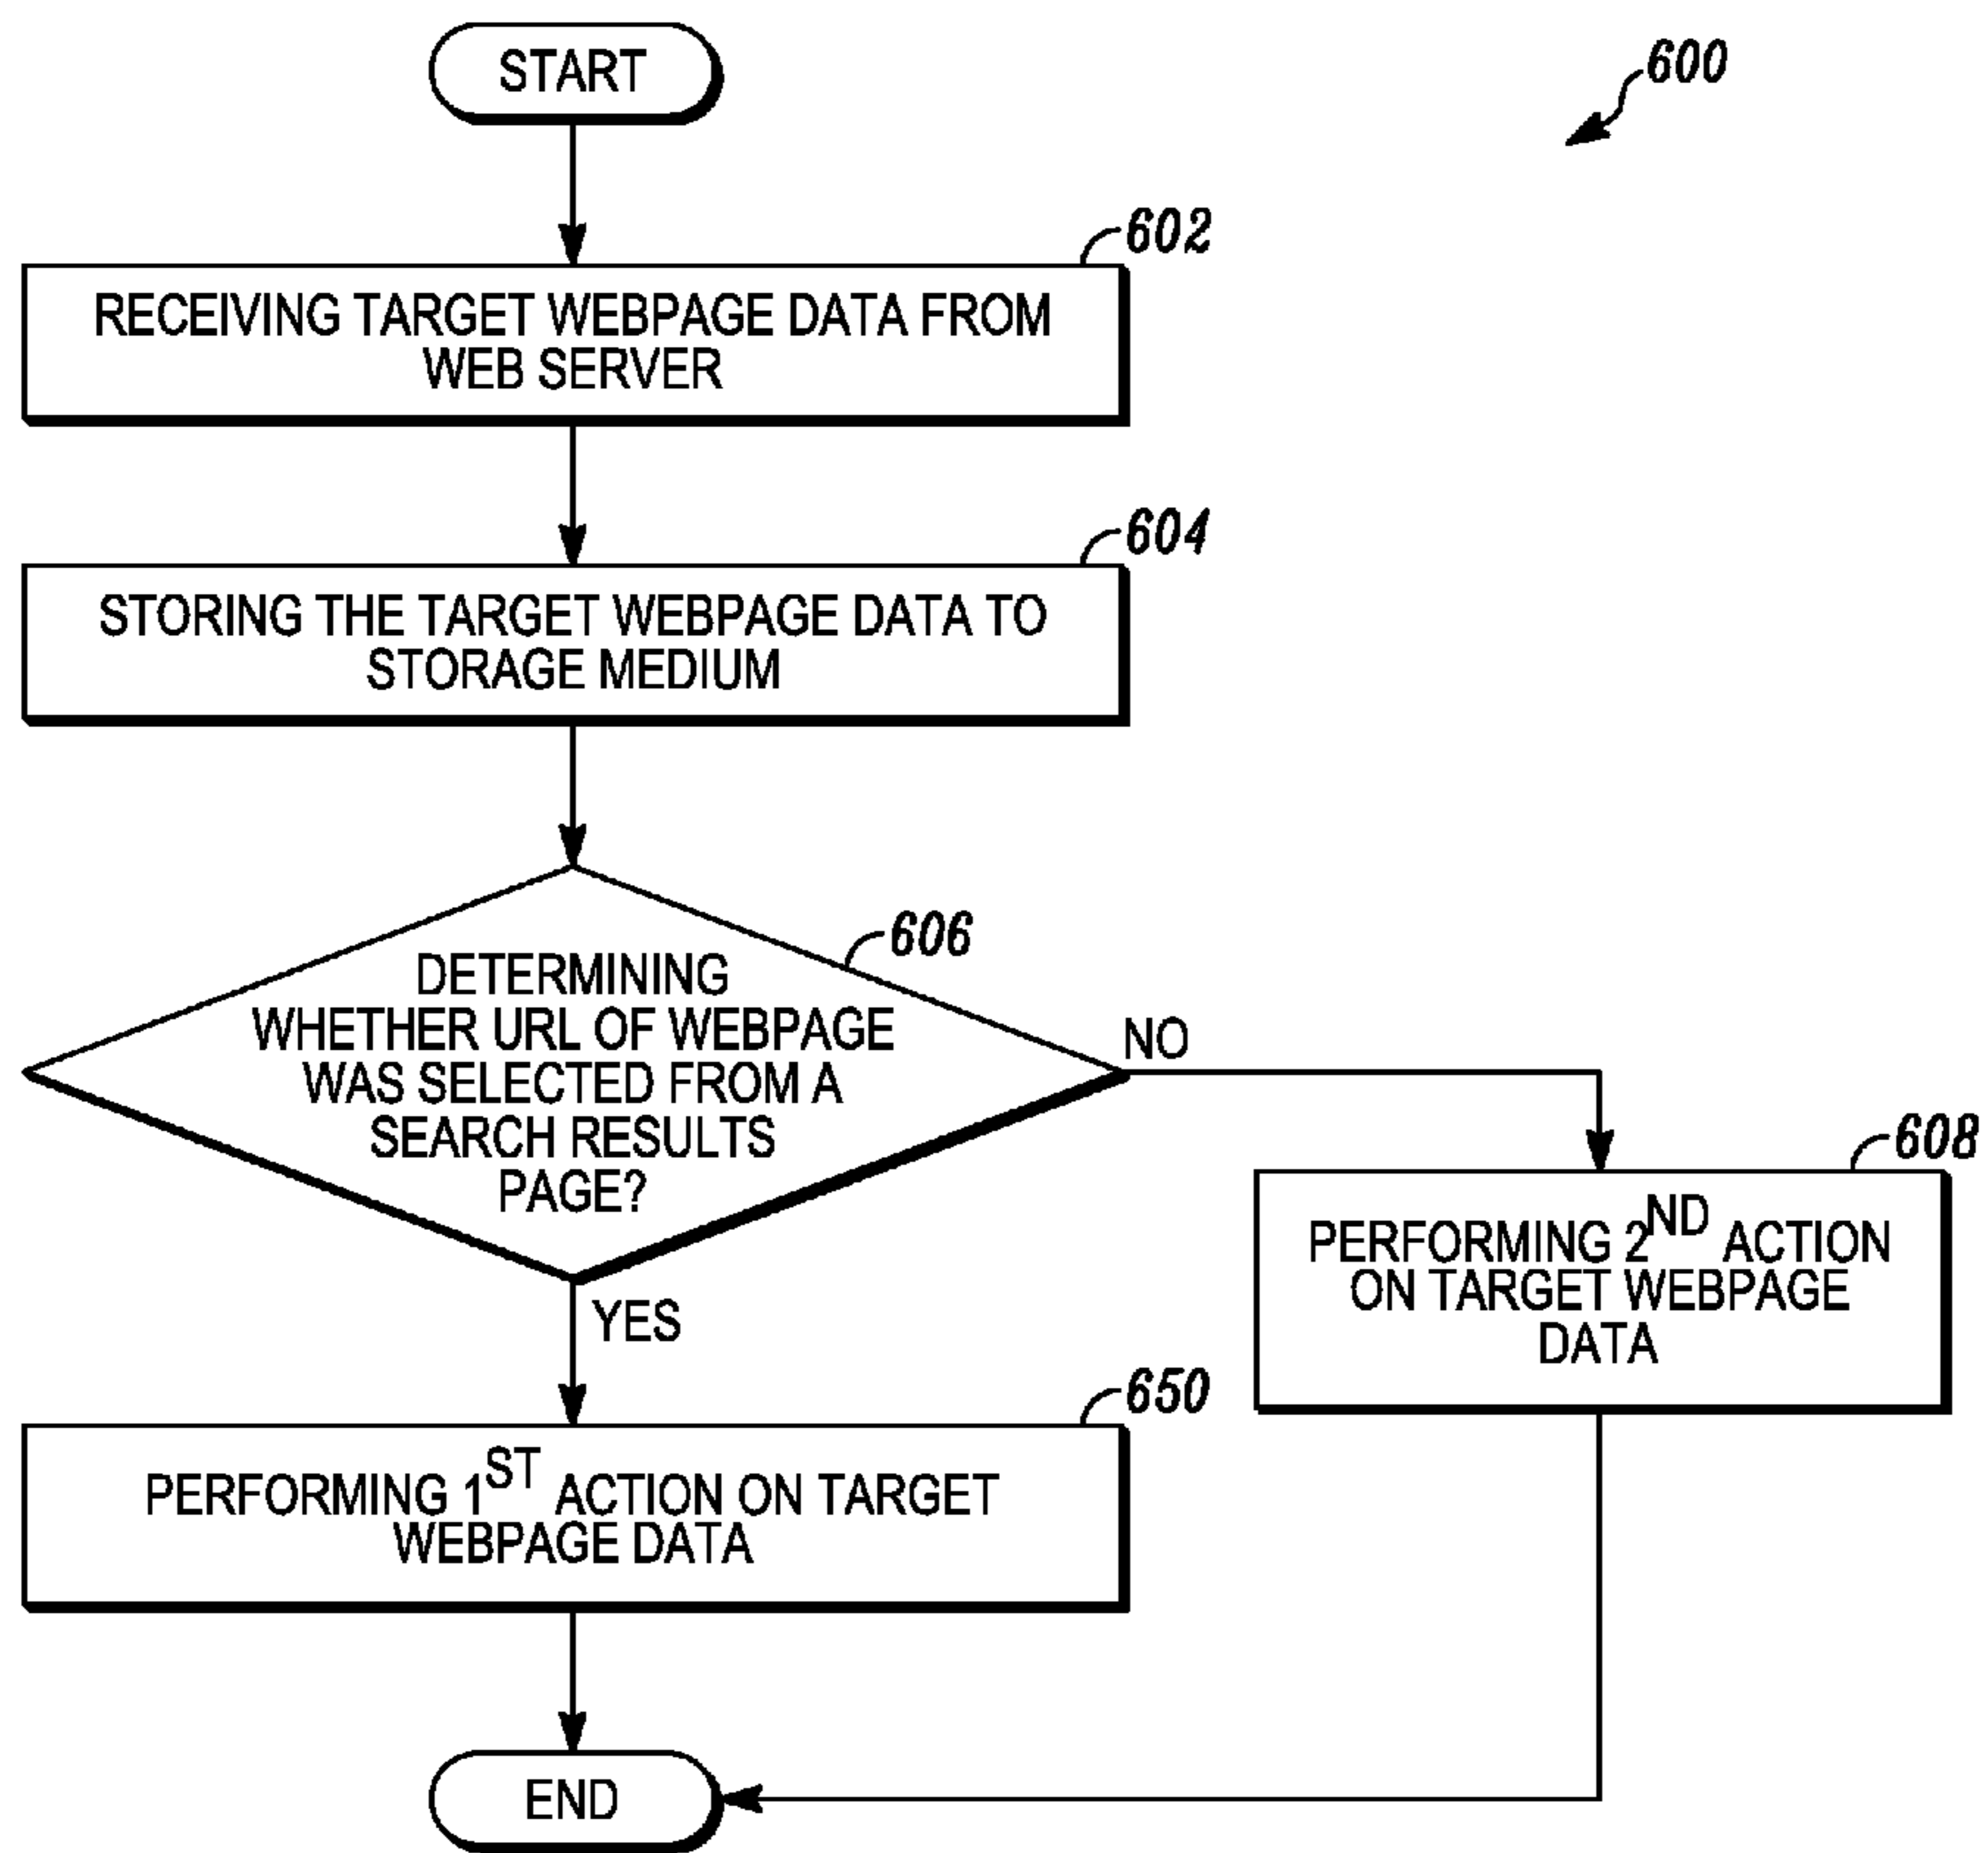 START
600
602
RECEIVING TARGET WEBPAGE DATA FROM
WEB SERVER
604
STORING THE TARGET WEBPAGE DATA TO
STORAGE MEDIUM
606
DETERMINING
WHETHER URL OF WEBPAGE
WAS SELECTED FROM A
SEARCH RESULTS
PAGE?
NO
608
PERFORMING 2ND ACTION
ON TARGET WEBPAGE
DATA
YES
650
PERFORMING 1ST ACTION ON TARGET
WEBPAGE DATA
END